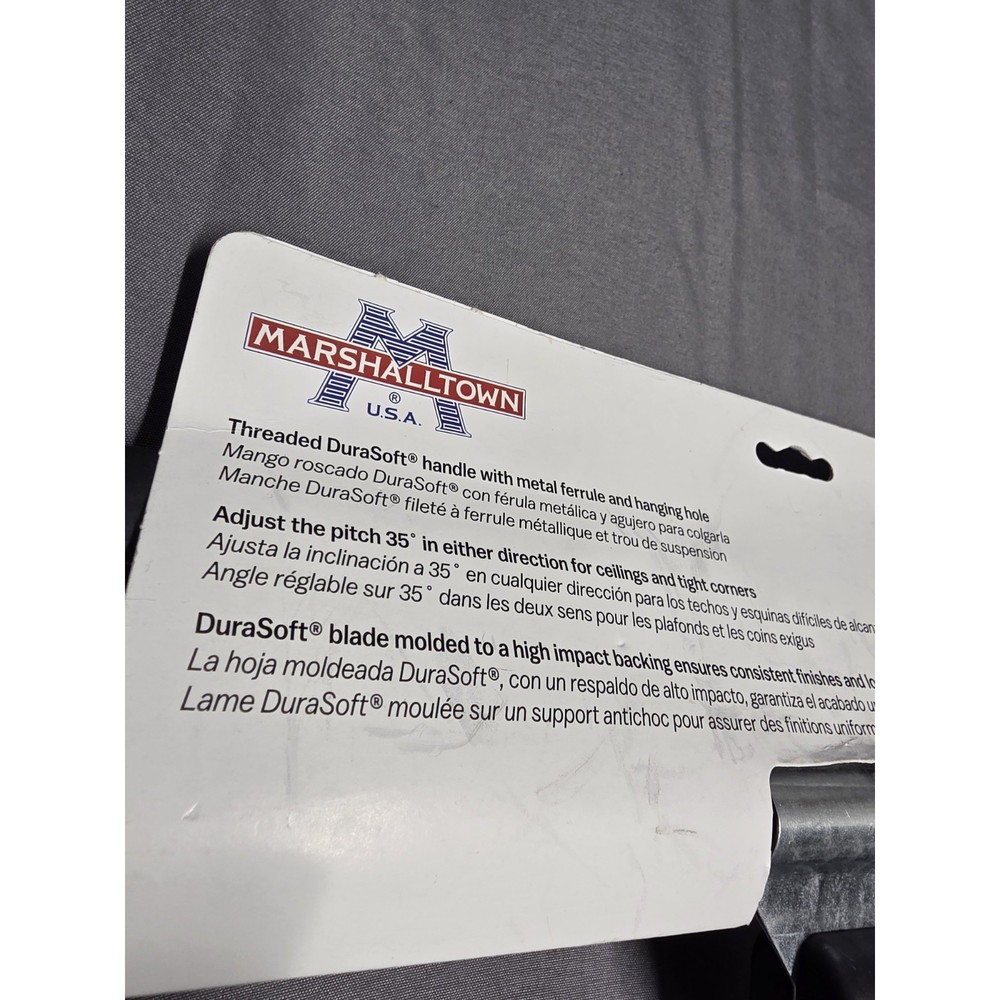 MARSHALLTOWN
®
U.S.A.
Threaded DuraSoft® handle with metal ferrule and hanging hole
Mango roscado DuraSoft® con férula metálica y agujero para colgarla
Manche DuraSoft® fileté à ferrule métallique et trou de suspension
Adjust the pitch 35° in either direction for ceilings and tight corners
Ajusta la inclinación a 35° en cualquier dirección para los techos y esquinas difíciles de
Angle réglable sur 35° dans les deux sens pour les plafonds et les coins exigus
DuraSoft® blade molded to a high impact backing ensures consistent finishes and
La hoja moldeada DuraSoft®, con un respaldo de alto impacto, garantiza el acabado
Lame DuraSoft® moulée sur un support antichoc pour assurer des finitions